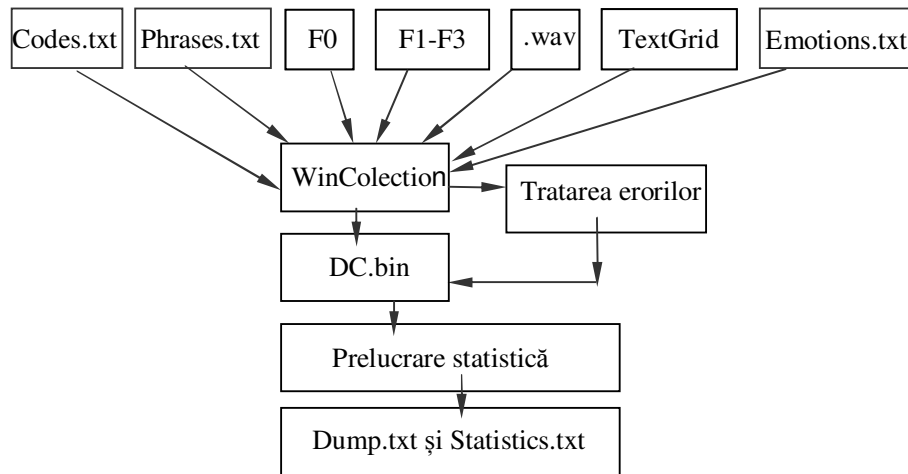 Codes.txt
Phrases.txt
F0
F1-F3
.wav
TextGrid
Emotions.txt
WinColection
Tratarea erorilor
DC.bin
Prelucrare statistică
Dump.txt și Statistics.txt